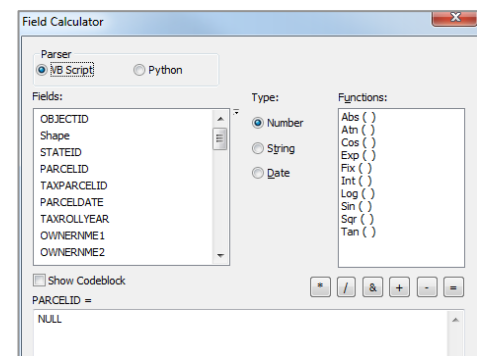 Field Calculator
Parser
VB Script
Python
Fields:
Type:
Functions:
OBJECTID
Shape
STATEID
PARCELID
TAXPARCELID
PARCELDATE
TAXROLLYEAR
OWNERNME1
OWNERNME2
Number
String
Date
Abs ( )
Atn ( )
Cos ( )
Exp ( )
Fix ( )
Int ( )
Log ( )
Sin ( )
Sqr ( )
Tan ( )
Show Codeblock
* / & + - =
PARCELID =
NULL